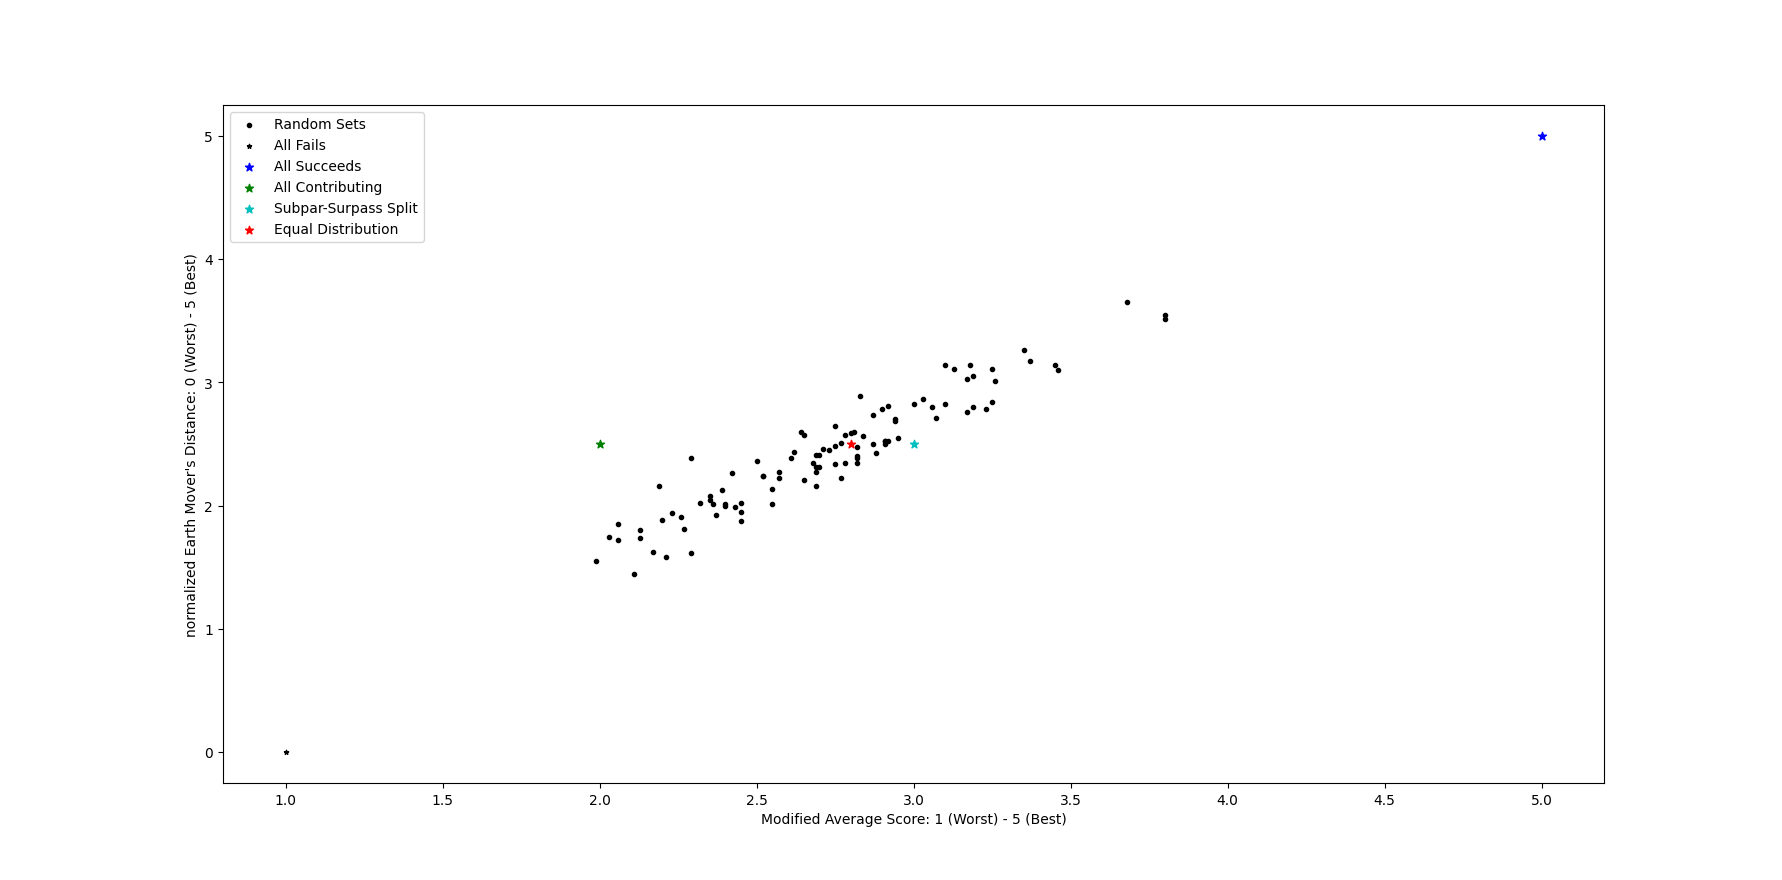 Random Sets
All Fails
All Succeeds
All Contributing
Subpar-Surpass Split
Equal Distribution
normalized Earth Mover's Distance: 0 (Worst) - 5 (Best)
5
4
3
2
1
0
1.0 1.5 2.0 2.5 3.0 3.5 4.0 4.5 5.0
Modified Average Score: 1 (Worst) - 5 (Best)